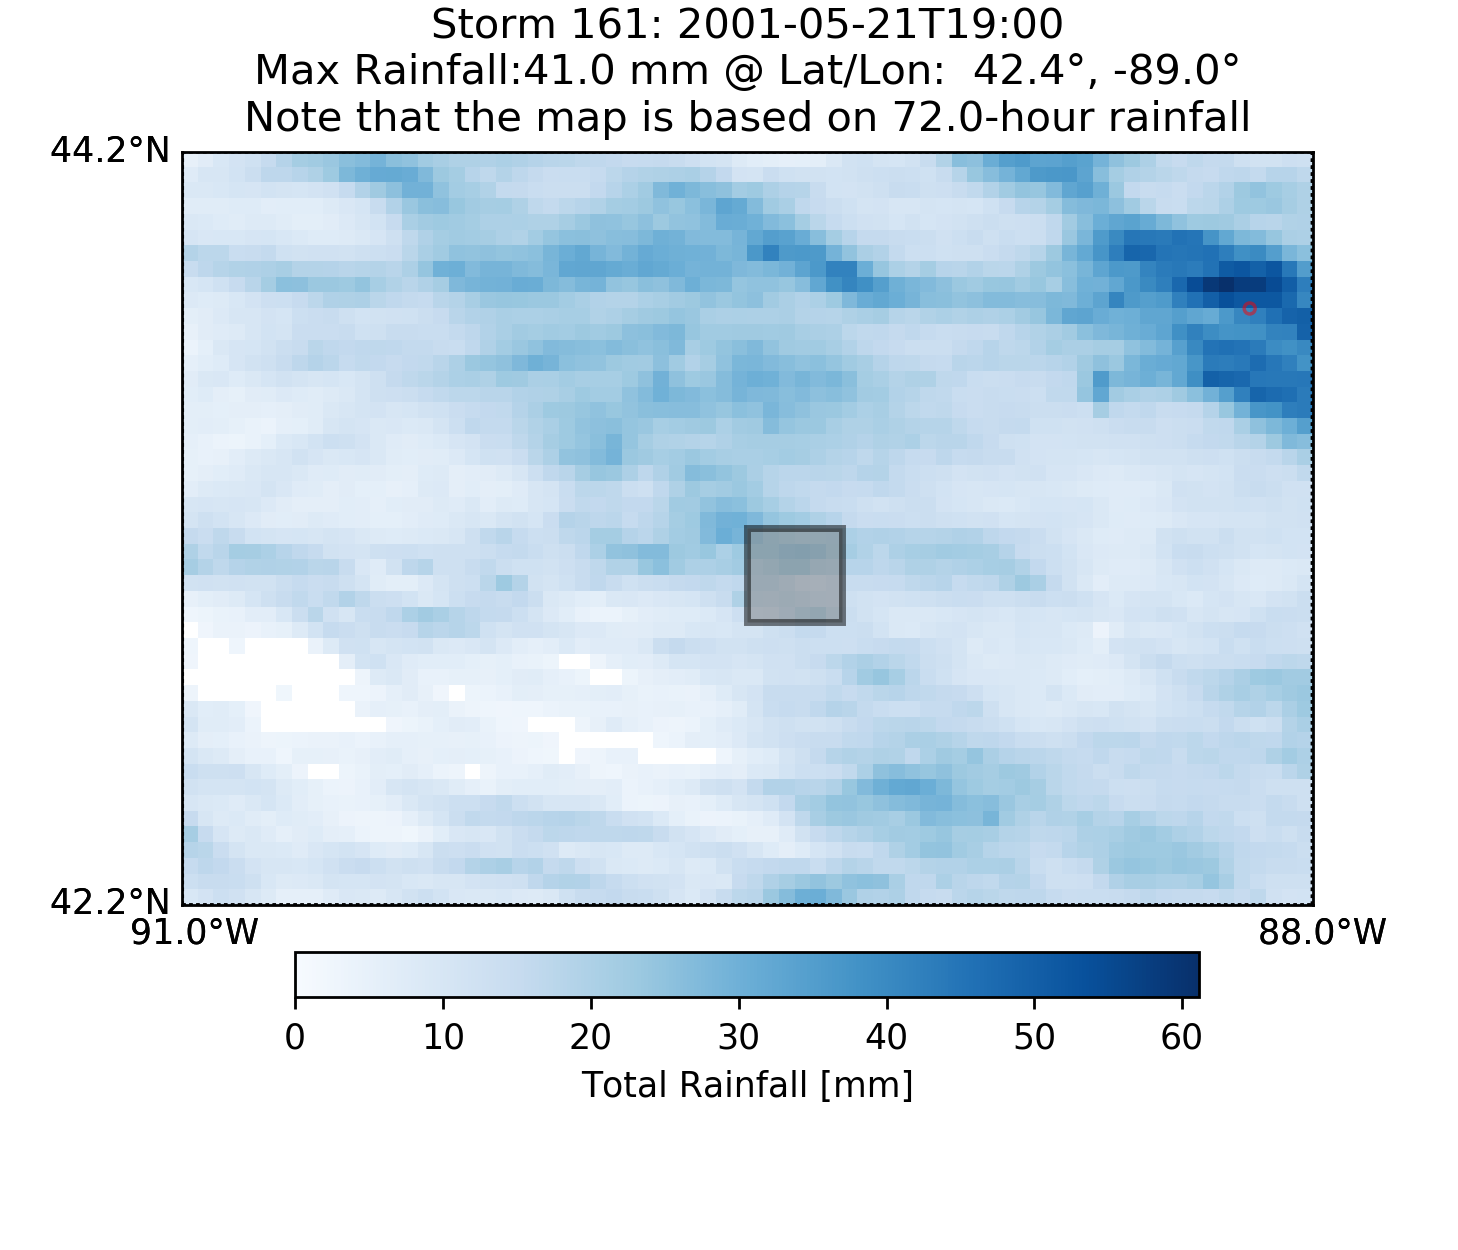 Storm 161: 2001-05-21T19:00
Max Rainfall:41.0 mm @ Lat/Lon:  42.4°, -89.0°
Note that the map is based on 72.0-hour rainfall
44.2°N
42.2°N
91.0°W 88.0°W
0 10 20 30 40 50 60
Total Rainfall [mm]